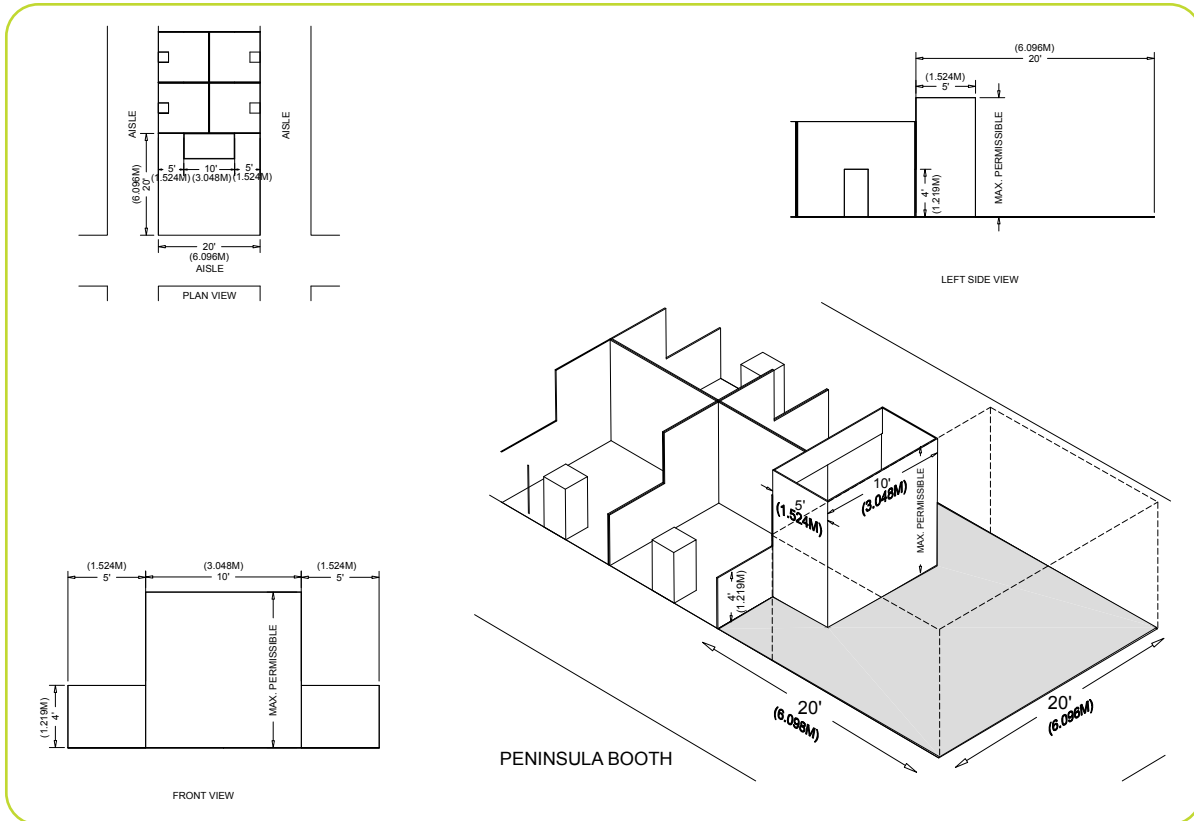 AISLE
AISLE
5'
10'
5'
(1.524M)
(3.048M)
(1.524M)
20'
(6.096M)
20'
(6.096M)
AISLE
PLAN VIEW
(6.096M)
20'
(1.524M)
5'
MAX. PERMISSIBLE
4'
(1.219M)
LEFT SIDE VIEW
(1.524M)
5'
(3.048M)
10'
(1.524M)
5'
MAX. PERMISSIBLE
(1.219M)
4'
FRONT VIEW
5'
(1.524M)
10'
(3.048M)
MAX. PERMISSIBLE
4'
(1.219M)
20'
(6.096M)
20'
(6.096M)
PENINSULA BOOTH